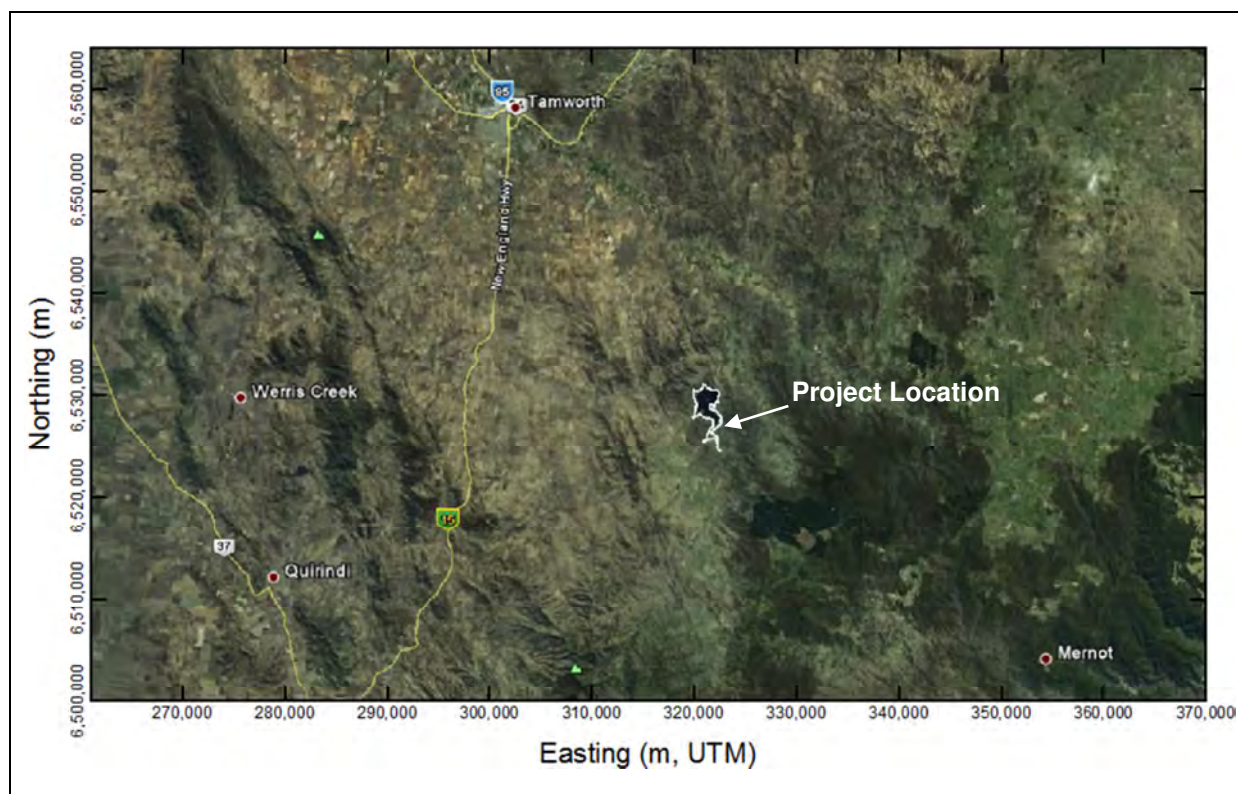 Northing (m)
6,560,000
6,550,000
6,540,000
6,530,000
6,520,000
6,510,000
6,500,000
95
Tamworth
New England Hwy
Werris Creek
Project Location
15
37
Quirindi
Mernot
270,000
280,000
290,000
300,000
310,000
320,000
330,000
340,000
350,000
360,000
370,000
Easting (m, UTM)